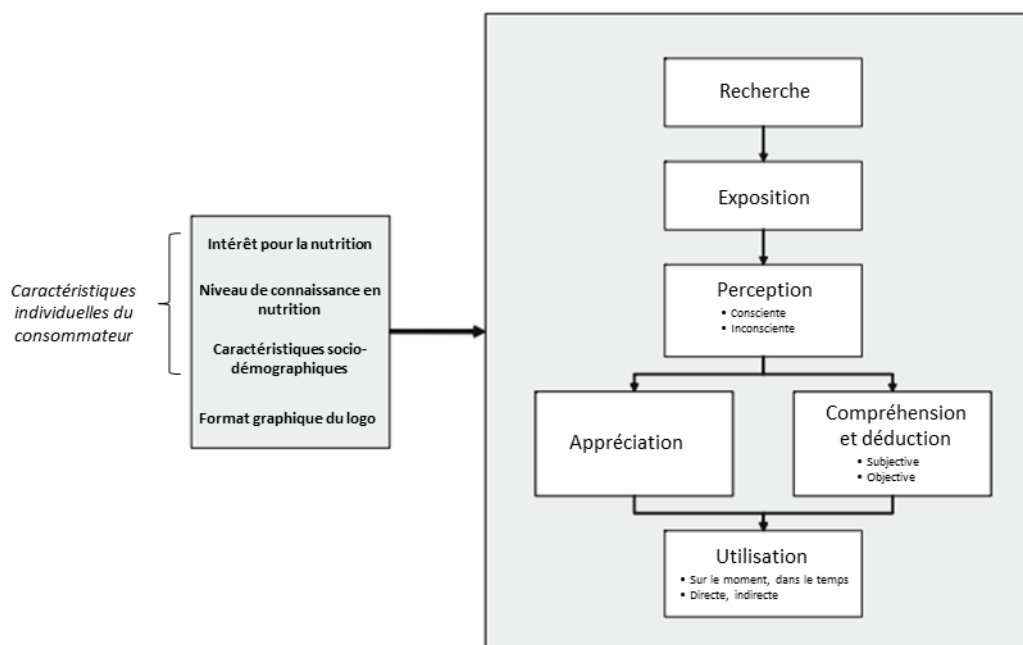 Caractéristiques
individuelles du
consommateur
Intérêt pour la nutrition
Niveau de connaissance en
nutrition
Caractéristiques socio-
démographiques
Format graphique du logo
Recherche
Exposition
Perception
▪ Consciente
▪ Inconsciente
Appréciation
Compréhension
et déduction
▪ Subjective
▪ Objective
Utilisation
▪ Sur le moment, dans le temps
▪ Directe, indirecte